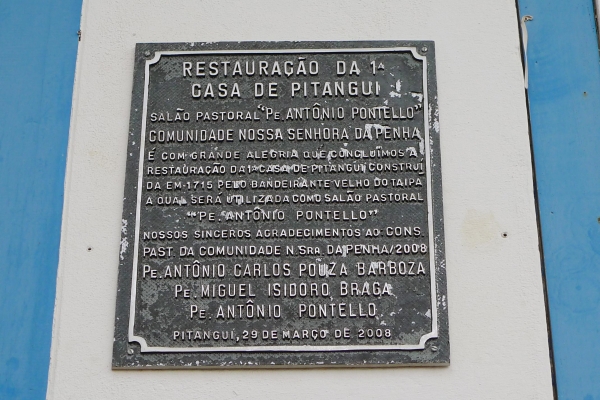 RESTAURAÇÃO DA 1ª
CASA DE PITANGUI
SALÃO PASTORAL "PE. ANTÔNIO PONTELLO"
COMUNIDADE NOSSA SENHORA DA PENHA
É COM GRANDE ALEGRIA QUE CONCLUÍMOS A
RESTAURAÇÃO DA 1ª CASA DE PITANGUI CONSTRUI
DA EM 1715 PELO BANDEIRANTE VELHO DO TAIPA
A QUAL SERÁ UTILIZADA COMO SALÃO PASTORAL
"PE. ANTÔNIO PONTELLO"
NOSSOS SINCEROS AGRADECIMENTOS AO CONS.
PAST. DA COMUNIDADE N. SRA. DA PENHA/2008
PE. ANTÔNIO CARLOS POUZA BARBOZA
PE. MIGUEL ISIDORO BRAGA
PE. ANTÔNIO PONTELLO
PITANGUI, 29 DE MARÇO DE 2008